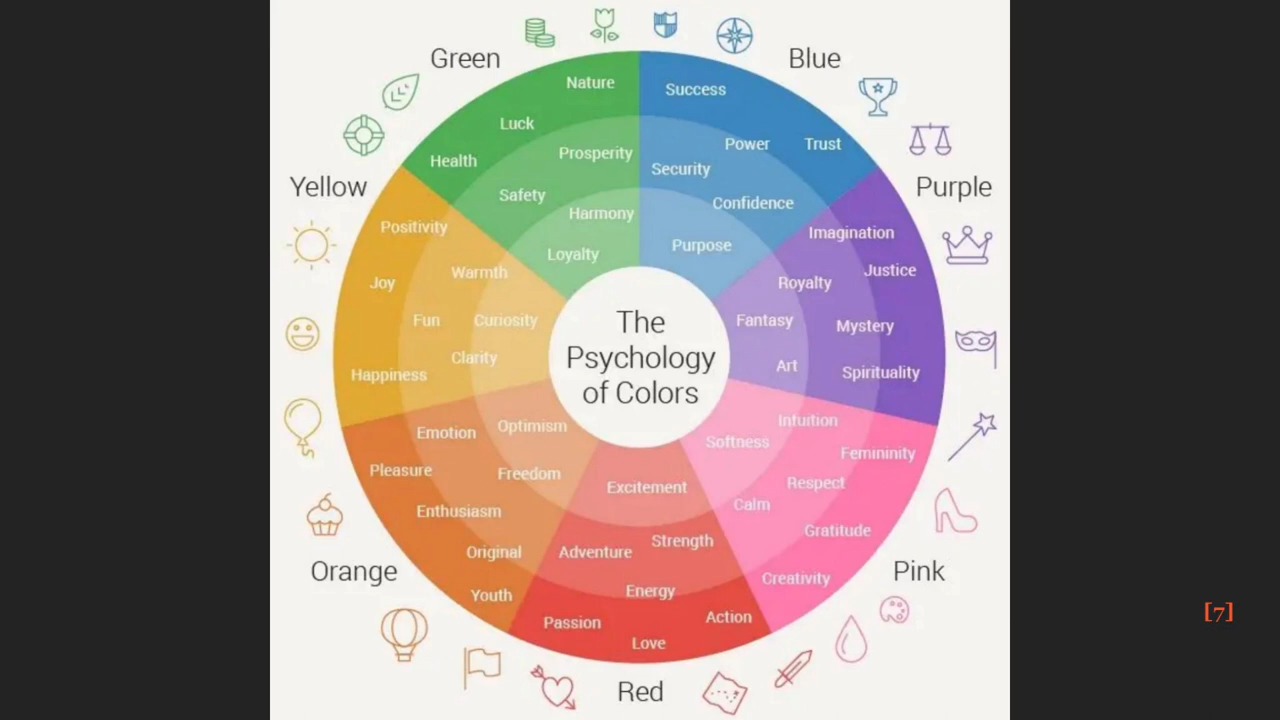 Green
Blue
Nature
Success
Luck
Power
Trust
Health
Prosperity
Security
Yellow
Safety
Confidence
Purple
Harmony
Positivity
Loyalty
Purpose
Imagination
Joy
Warmth
Royalty
Justice
Fun
Curiosity
The
Psychology
of Colors
Fantasy
Mystery
Happiness
Clarity
Art
Spirituality
Emotion
Optimism
Softness
Intuition
Femininity
Pleasure
Freedom
Excitement
Respect
Enthusiasm
Calm
Original
Adventure
Strength
Gratitude
Orange
Youth
Energy
Creativity
Pink
Passion
Love
Action
Red
[7]